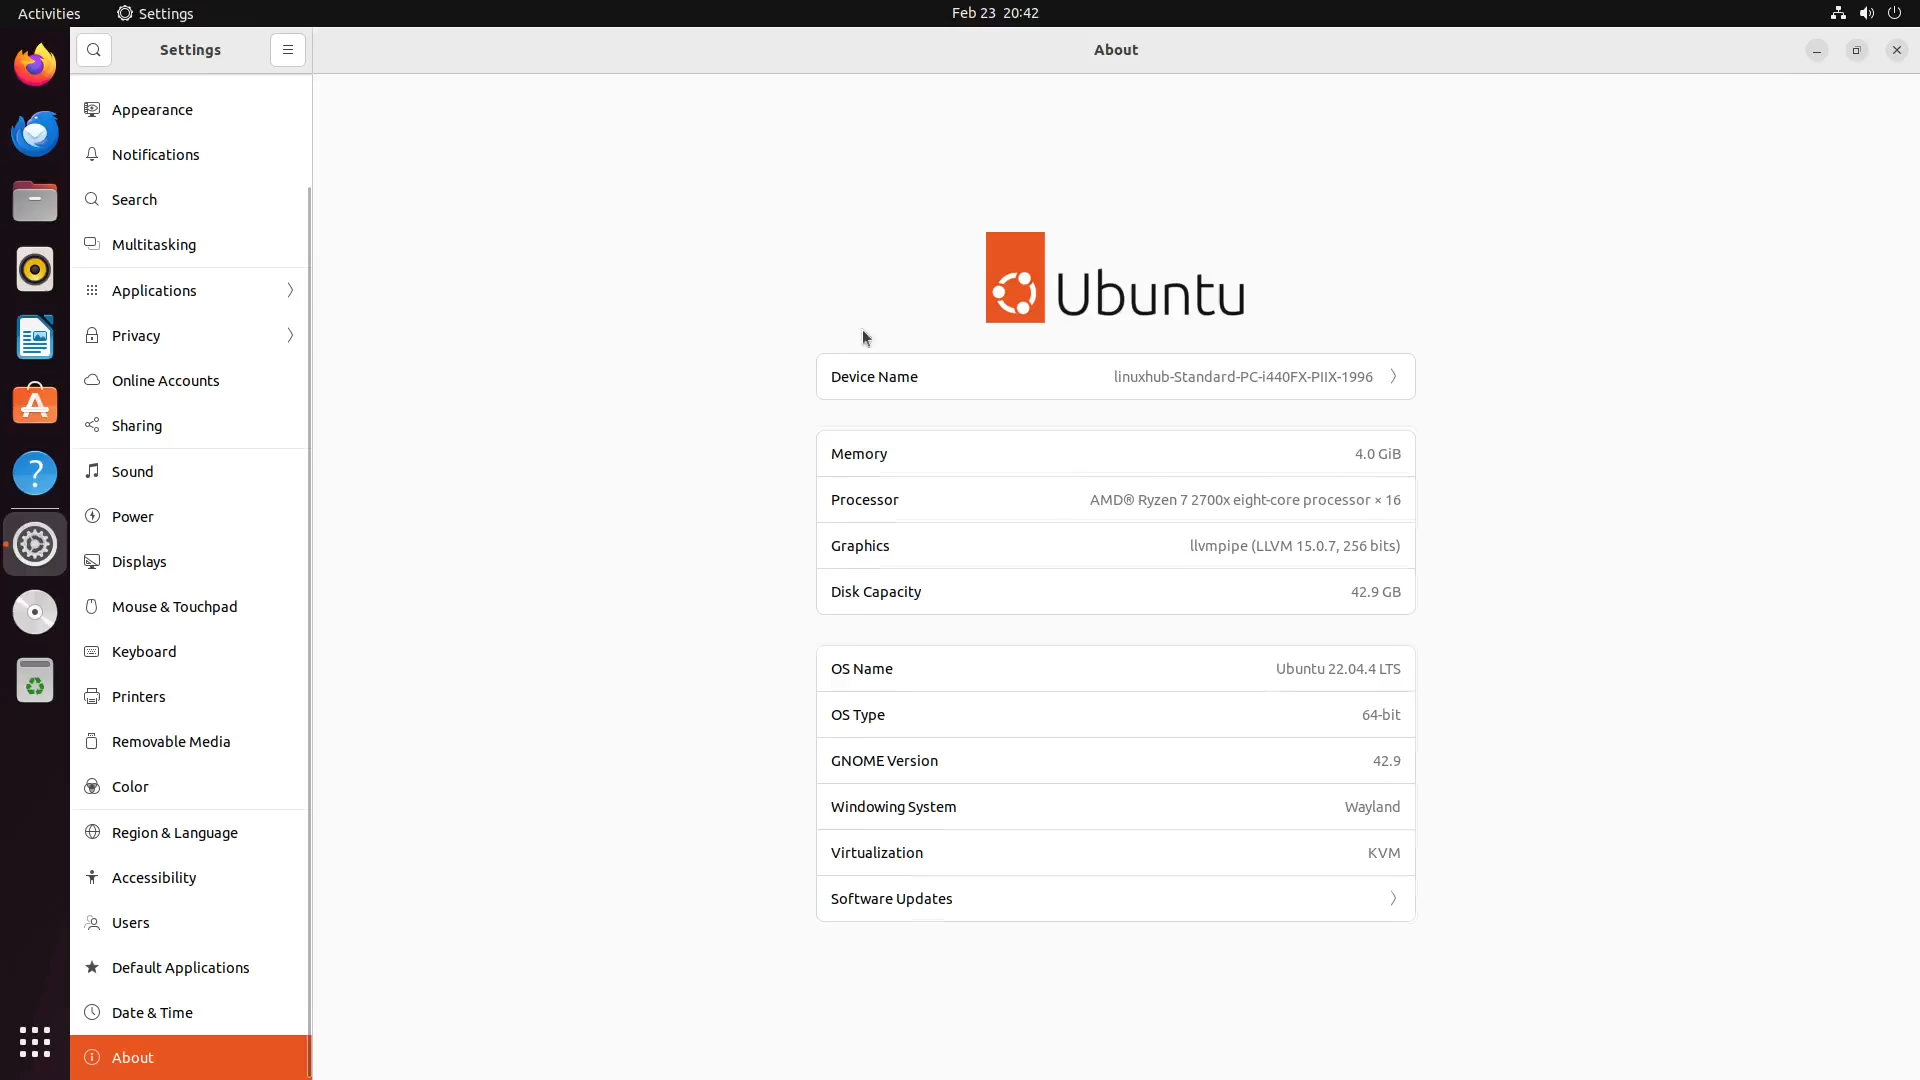 Activities Settings Feb 23 20:42
Settings About
Appearance
Notifications
Search
Multitasking
Applications
Privacy
Online Accounts
Sharing
Sound
Power
Displays
Mouse & Touchpad
Keyboard
Printers
Removable Media
Color
Region & Language
Accessibility
Users
Default Applications
Date & Time
About
Ubuntu
Device Name linuxhub-Standard-PC-i440FX-PIIX-1996
Memory 4.0 GiB
Processor AMD® Ryzen 7 2700x eight-core processor × 16
Graphics llvmpipe (LLVM 15.0.7, 256 bits)
Disk Capacity 42.9 GB
OS Name Ubuntu 22.04.4 LTS
OS Type 64-bit
GNOME Version 42.9
Windowing System Wayland
Virtualization KVM
Software Updates